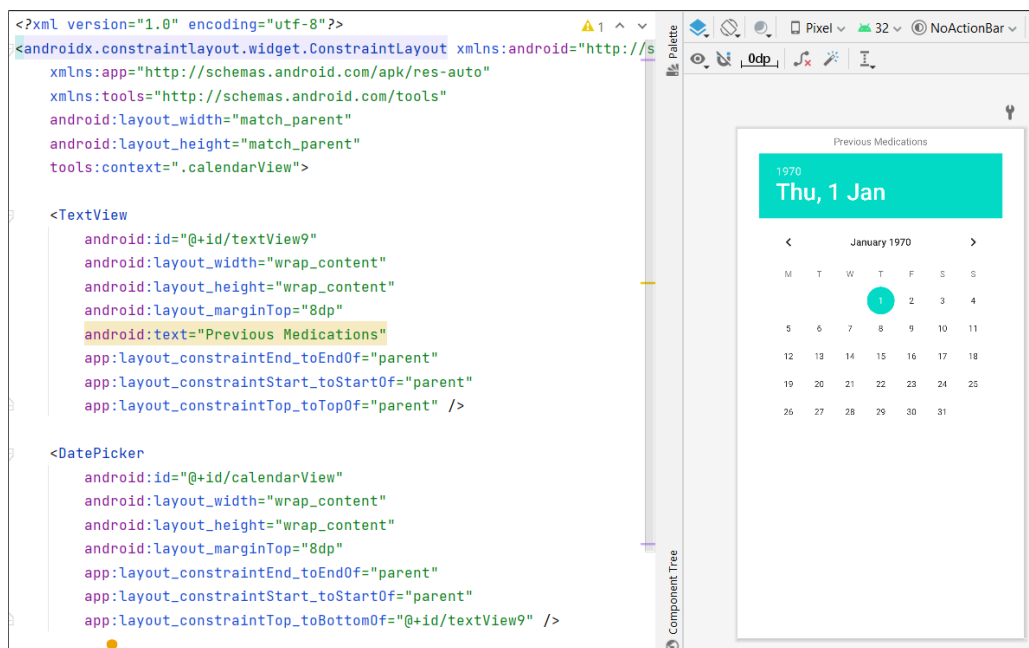 <?xml version="1.0" encoding="utf-8"?>
1
<androidx.constraintlayout.widget.ConstraintLayout xmlns:android="http://s
xmlns:app="http://schemas.android.com/apk/res-auto"
xmlns:tools="http://schemas.android.com/tools"
android:layout_width="match_parent"
android:layout_height="match_parent"
tools:context=".calendarView">
<TextView
android:id="@+id/textView9"
android:layout_width="wrap_content"
android:layout_height="wrap_content"
android:layout_marginTop="8dp"
android:text="Previous Medications"
app:layout_constraintEnd_toEndOf="parent"
app:layout_constraintStart_toStartOf="parent"
app:layout_constraintTop_toTopOf="parent" />
<DatePicker
android:id="@+id/calendarView"
android:layout_width="wrap_content"
android:layout_height="wrap_content"
android:layout_marginTop="8dp"
app:layout_constraintEnd_toEndOf="parent"
app:layout_constraintStart_toStartOf="parent"
app:layout_constraintTop_toBottomOf="@+id/textView9" />
Palette
Component Tree
Pixel 32 NoActionBar
0dp
Previous Medications
1970
Thu, 1 Jan
January 1970
M T W T F S S
1 2 3 4
5 6 7 8 9 10 11
12 13 14 15 16 17 18
19 20 21 22 23 24 25
26 27 28 29 30 31